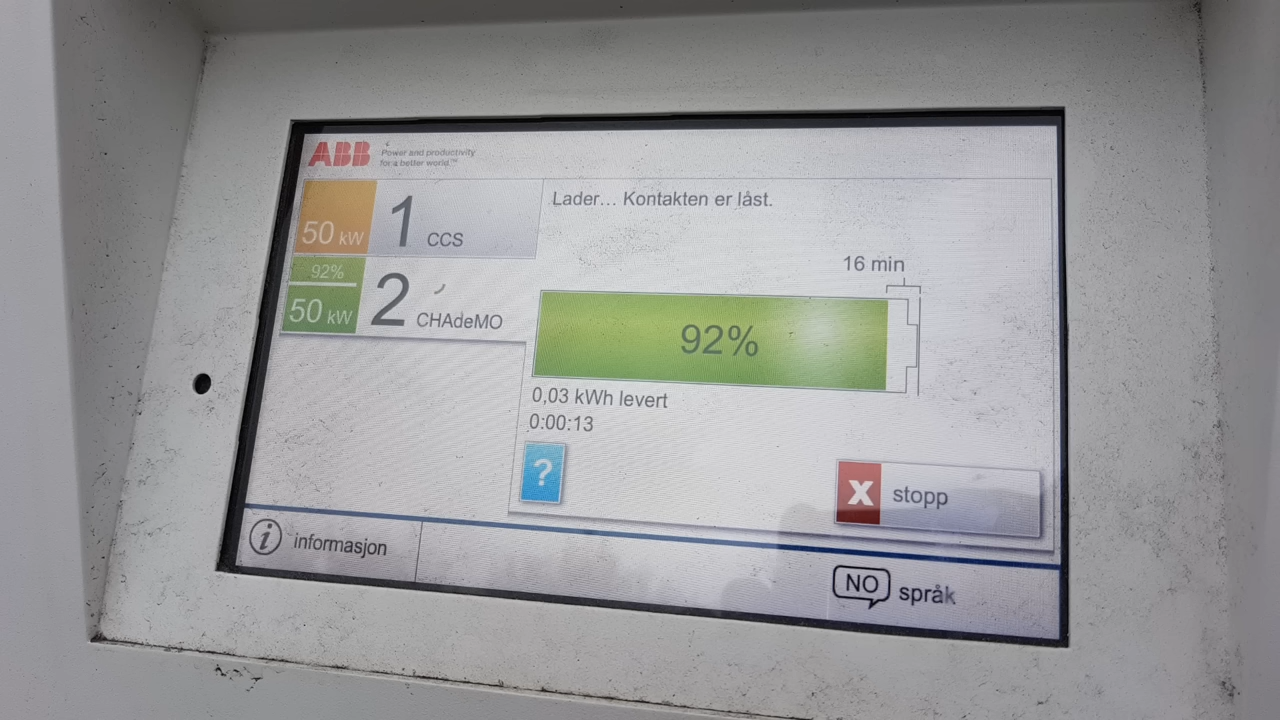 ABB
Power and productivity
for a better world™
50 kW
1 CCS
92%
50 kW
2 CHAdeMO
Lader... Kontakten er låst.
16 min
92%
0,03 kWh levert
0:00:13
?
X stopp
i informasjon
NO språk